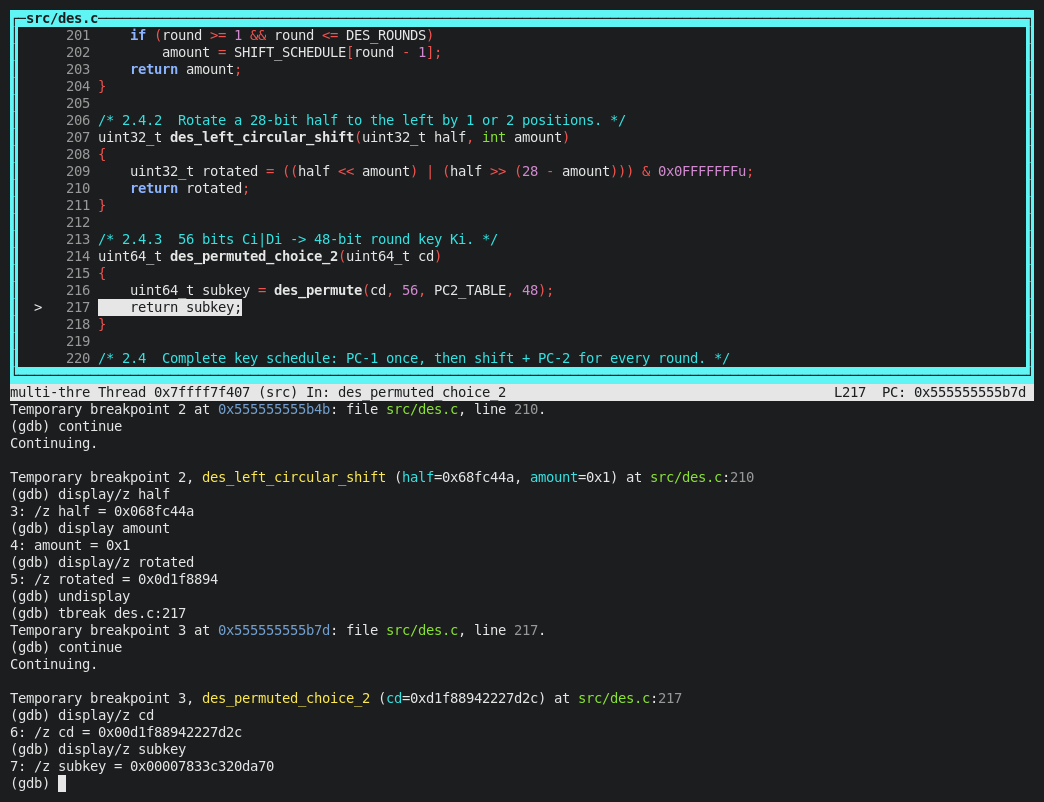 src/des.c
201     if (round >= 1 && round <= DES_ROUNDS)
202         amount = SHIFT_SCHEDULE[round - 1];
203     return amount;
204 }
205
206 /* 2.4.2  Rotate a 28-bit half to the left by 1 or 2 positions. */
207 uint32_t des_left_circular_shift(uint32_t half, int amount)
208 {
209     uint32_t rotated = ((half << amount) | (half >> (28 - amount))) & 0x0FFFFFFFu;
210     return rotated;
211 }
212
213 /* 2.4.3  56 bits Ci|Di -> 48-bit round key Ki. */
214 uint64_t des_permuted_choice_2(uint64_t cd)
215 {
216     uint64_t subkey = des_permute(cd, 56, PC2_TABLE, 48);
> 217     return subkey;
218 }
219
220 /* 2.4  Complete key schedule: PC-1 once, then shift + PC-2 for every round. */
multi-thre Thread 0x7ffff7f407 (src) In: des_permuted_choice_2 L217 PC: 0x555555555b7d
Temporary breakpoint 2 at 0x555555555b4b: file src/des.c, line 210.
(gdb) continue
Continuing.

Temporary breakpoint 2, des_left_circular_shift (half=0x68fc44a, amount=0x1) at src/des.c:210
(gdb) display/z half
3: /z half = 0x068fc44a
(gdb) display amount
4: amount = 0x1
(gdb) display/z rotated
5: /z rotated = 0x0d1f8894
(gdb) undisplay
(gdb) tbreak des.c:217
Temporary breakpoint 3 at 0x555555555b7d: file src/des.c, line 217.
(gdb) continue
Continuing.

Temporary breakpoint 3, des_permuted_choice_2 (cd=0xd1f88942227d2c) at src/des.c:217
(gdb) display/z cd
6: /z cd = 0x00d1f88942227d2c
(gdb) display/z subkey
7: /z subkey = 0x00007833c320da70
(gdb)